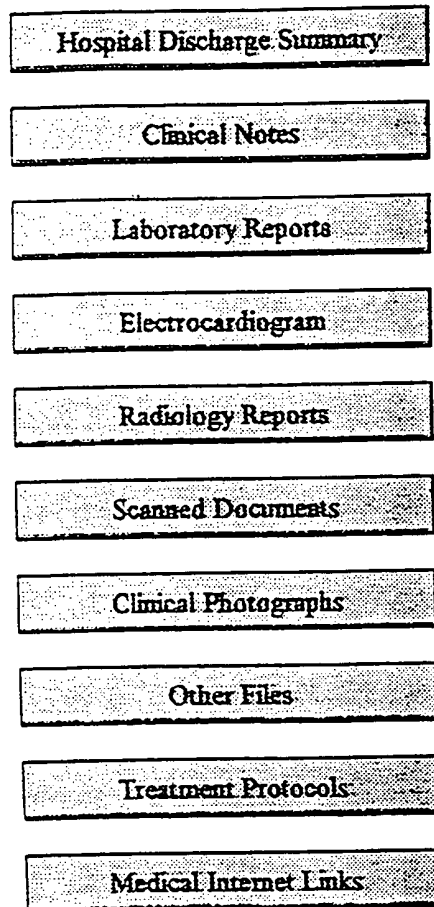 Hospital Discharge Summary
Clinical Notes
Laboratory Reports
Electrocardiogram
Radiology Reports
Scanned Documents
Clinical Photographs
Other Files
Treatment Protocols
Medical Internet Links